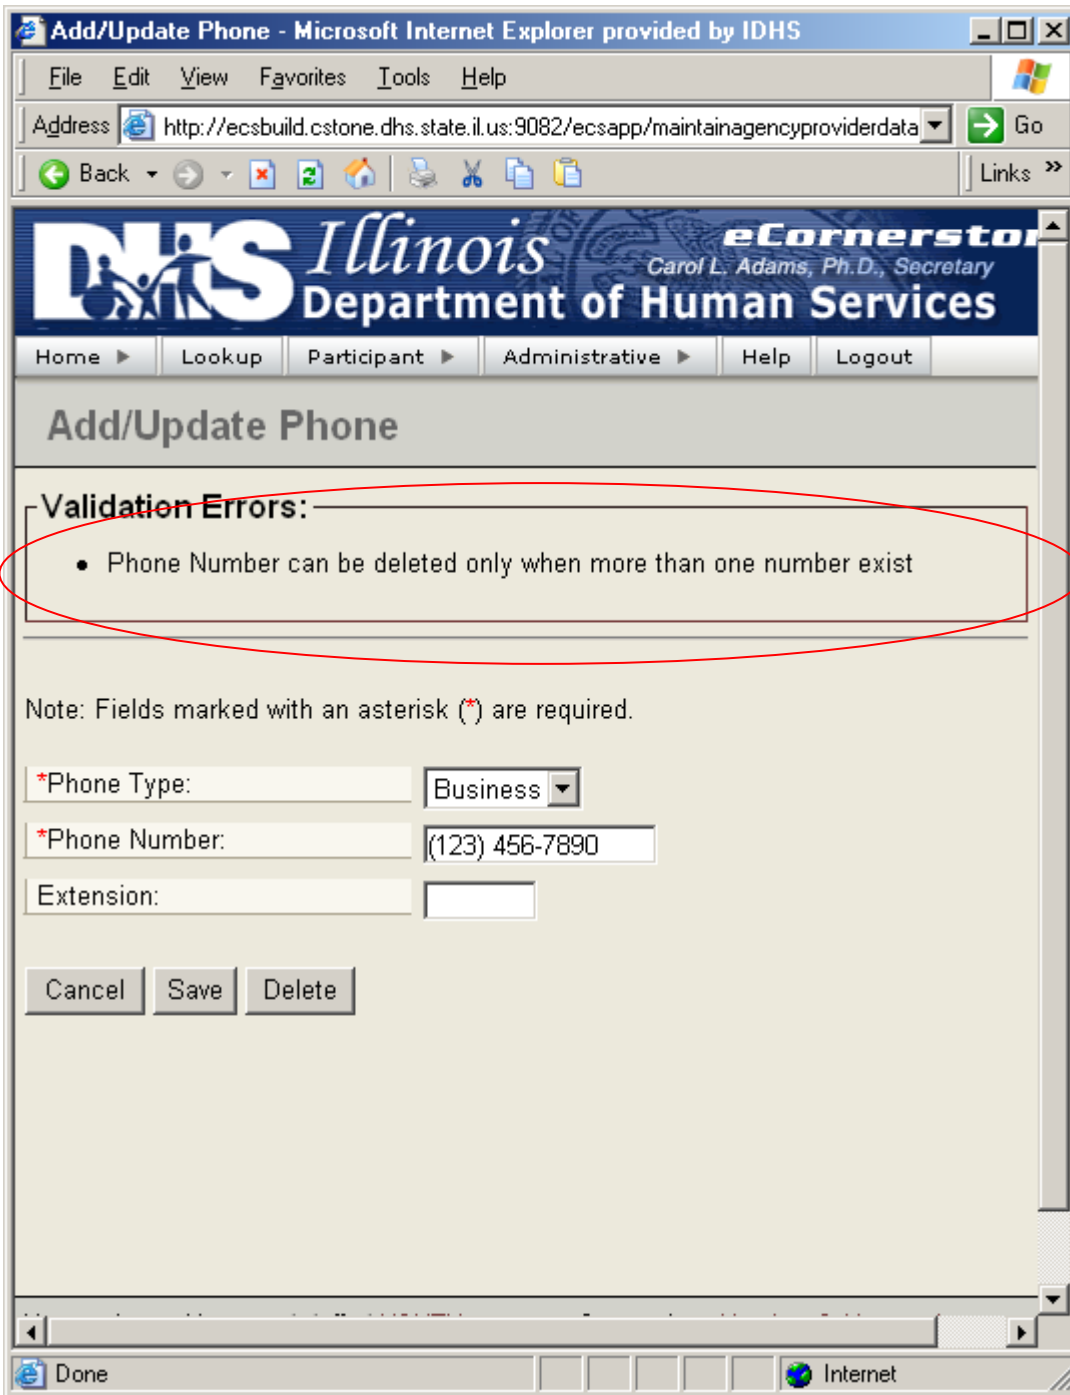 Add/Update Phone - Microsoft Internet Explorer provided by IDHS
File Edit View Favorites Tools Help
Address http://ecsbuild.cstone.dhs.state.il.us:9082/ecsapp/maintainagencyproviderdata Go
Back Links »
DHS Illinois eCornerstor
Carol L. Adams, Ph.D., Secretary
Department of Human Services
Home Lookup Participant Administrative Help Logout
Add/Update Phone
Validation Errors:
• Phone Number can be deleted only when more than one number exist
Note: Fields marked with an asterisk (*) are required.
*Phone Type: Business
*Phone Number: (123) 456-7890
Extension:
Cancel Save Delete
Done Internet